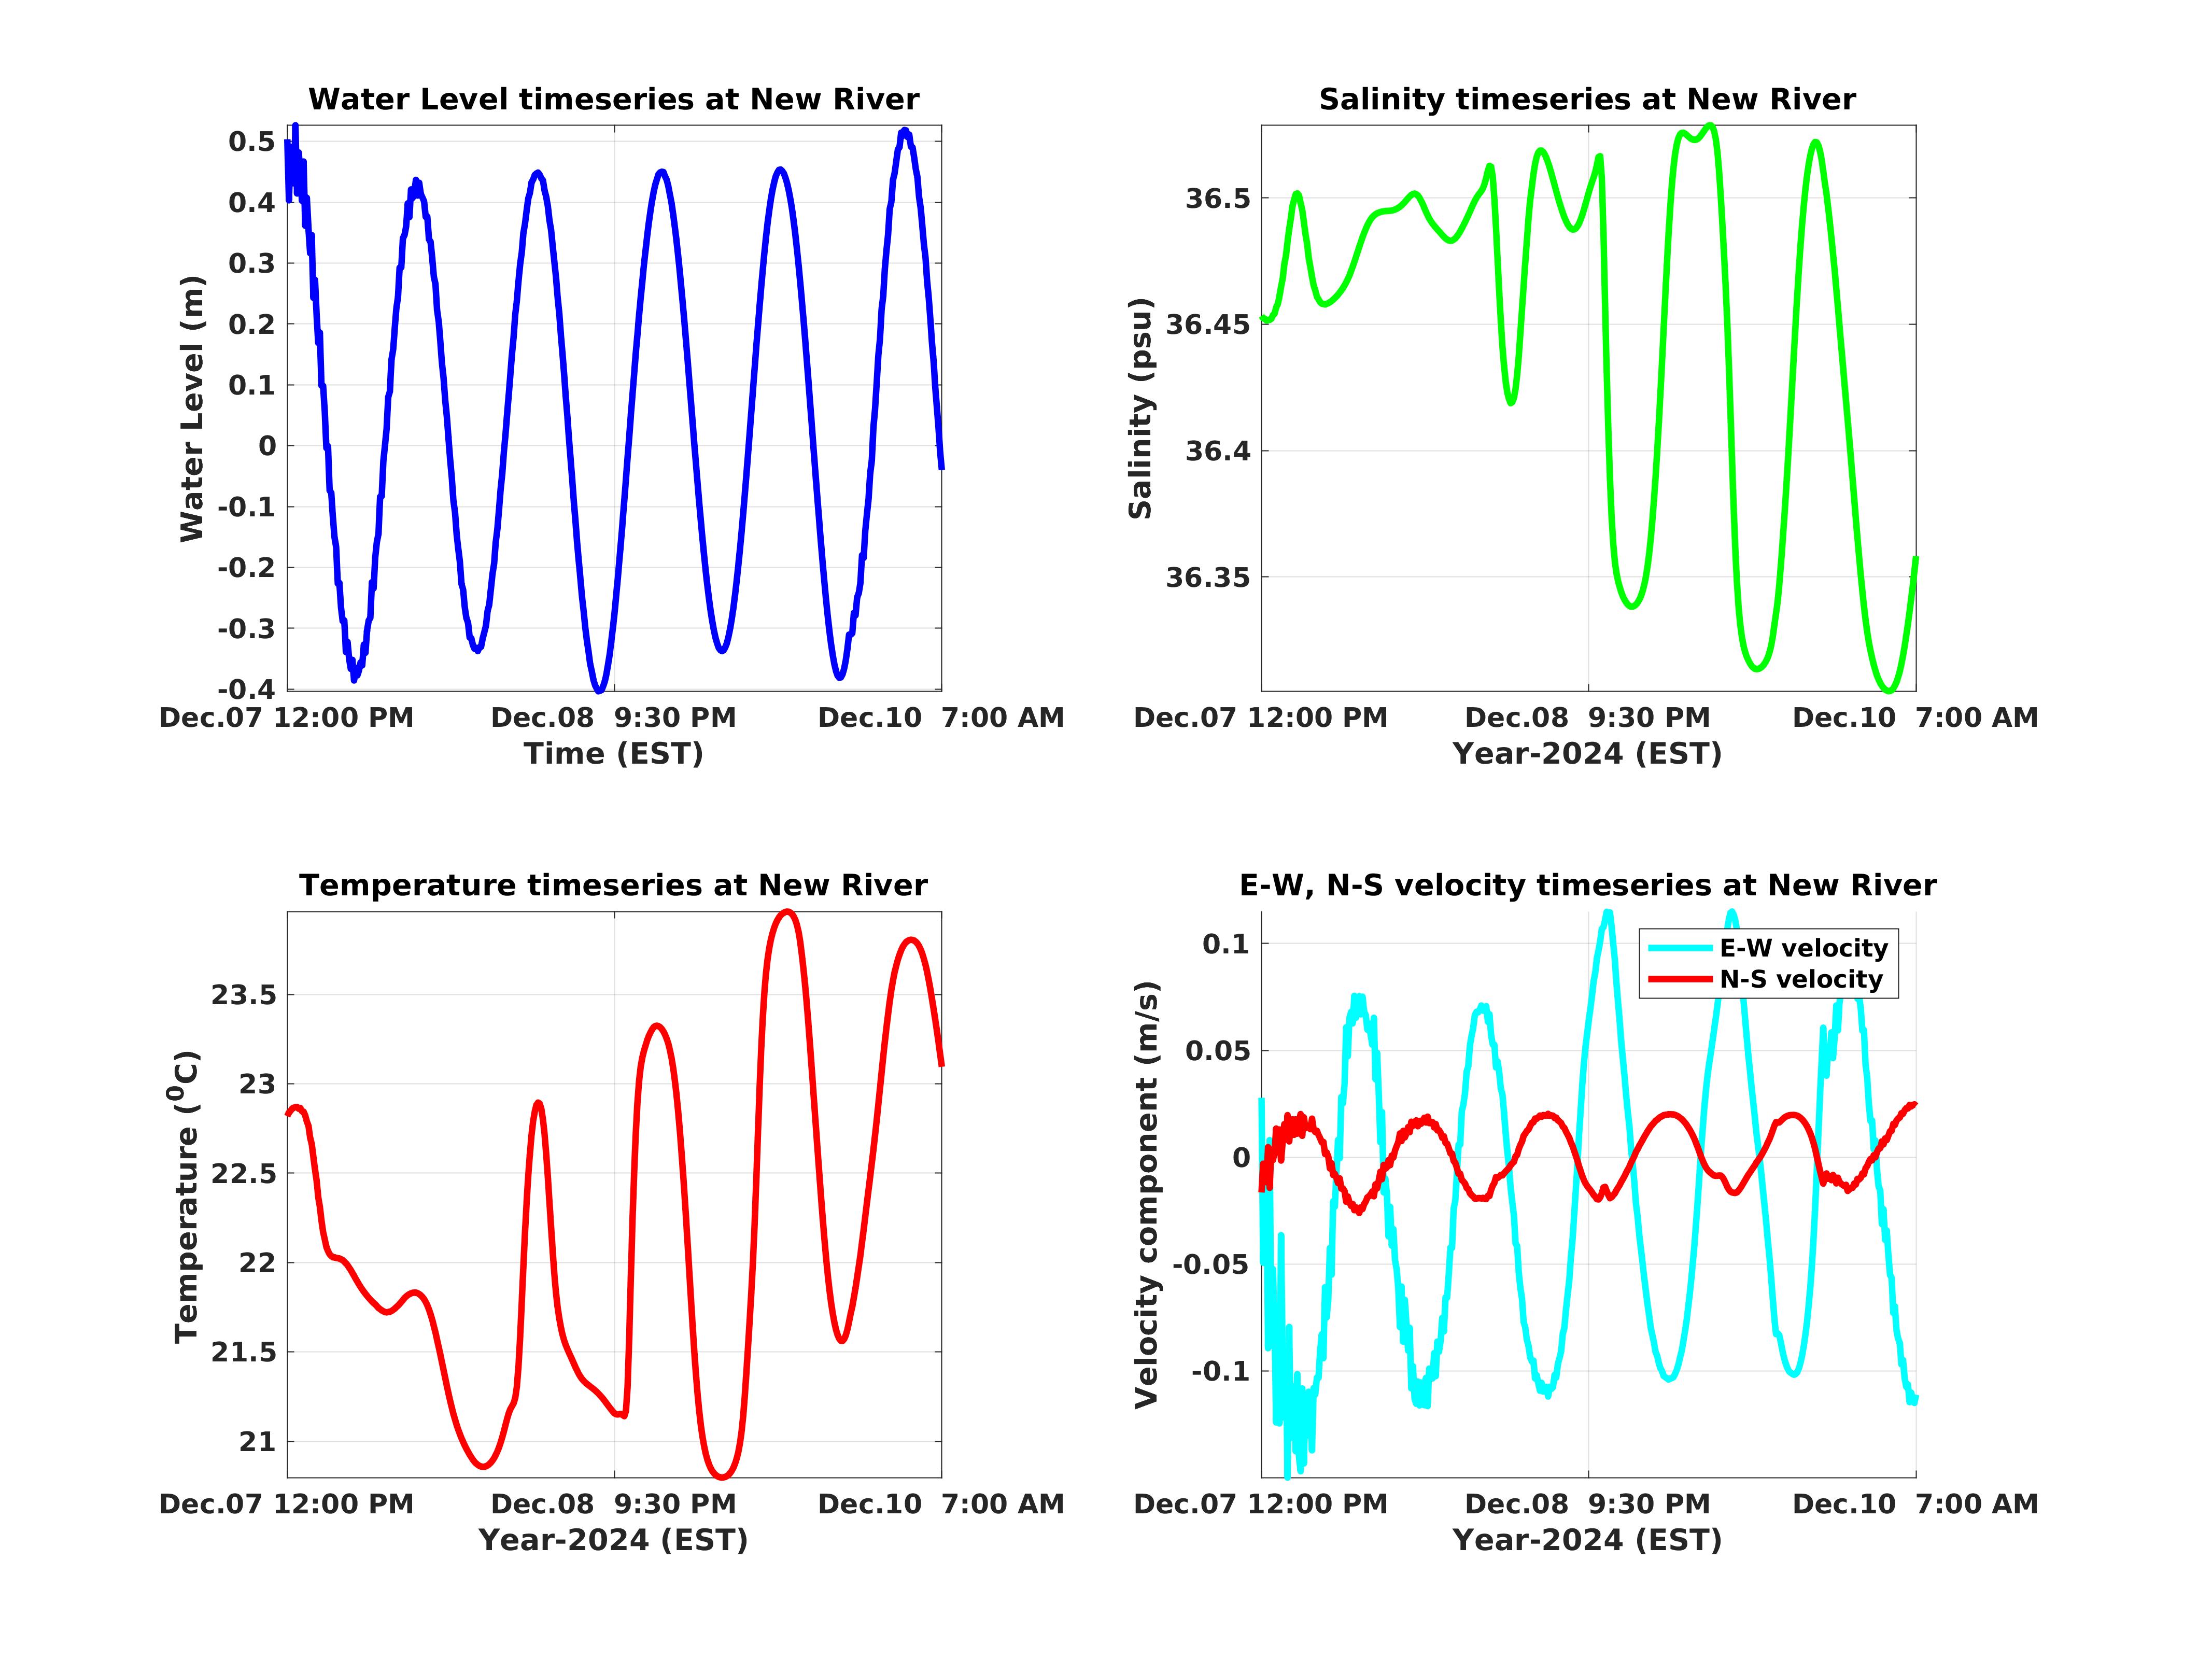 Water Level timeseries at New River
Water Level (m)
0.5
0.4
0.3
0.2
0.1
0
-0.1
-0.2
-0.3
-0.4
Dec.07 12:00 PM Dec.08 9:30 PM Dec.10 7:00 AM
Time (EST)
Salinity timeseries at New River
Salinity (psu)
36.5
36.45
36.4
36.35
Dec.07 12:00 PM Dec.08 9:30 PM Dec.10 7:00 AM
Year-2024 (EST)
Temperature timeseries at New River
Temperature (⁰C)
23.5
23
22.5
22
21.5
21
Dec.07 12:00 PM Dec.08 9:30 PM Dec.10 7:00 AM
Year-2024 (EST)
E-W, N-S velocity timeseries at New River
Velocity component (m/s)
0.1
0.05
0
-0.05
-0.1
E-W velocity
N-S velocity
Dec.07 12:00 PM Dec.08 9:30 PM Dec.10 7:00 AM
Year-2024 (EST)